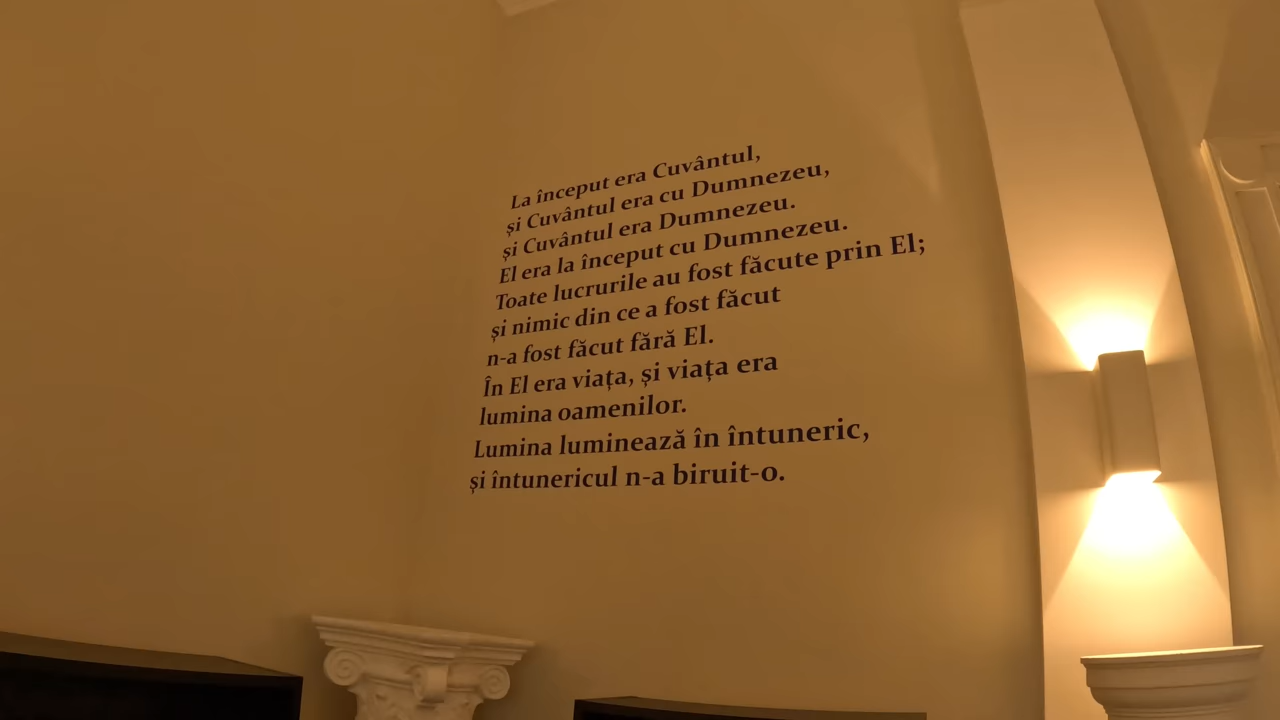 La început era Cuvântul,
și Cuvântul era cu Dumnezeu,
și Cuvântul era Dumnezeu.
El era la început cu Dumnezeu.
Toate lucrurile au fost făcute prin El;
și nimic din ce a fost făcut
n-a fost făcut fără El.
În El era viața, și viața era
lumina oamenilor.
Lumina luminează în întuneric,
și întunericul n-a biruit-o.